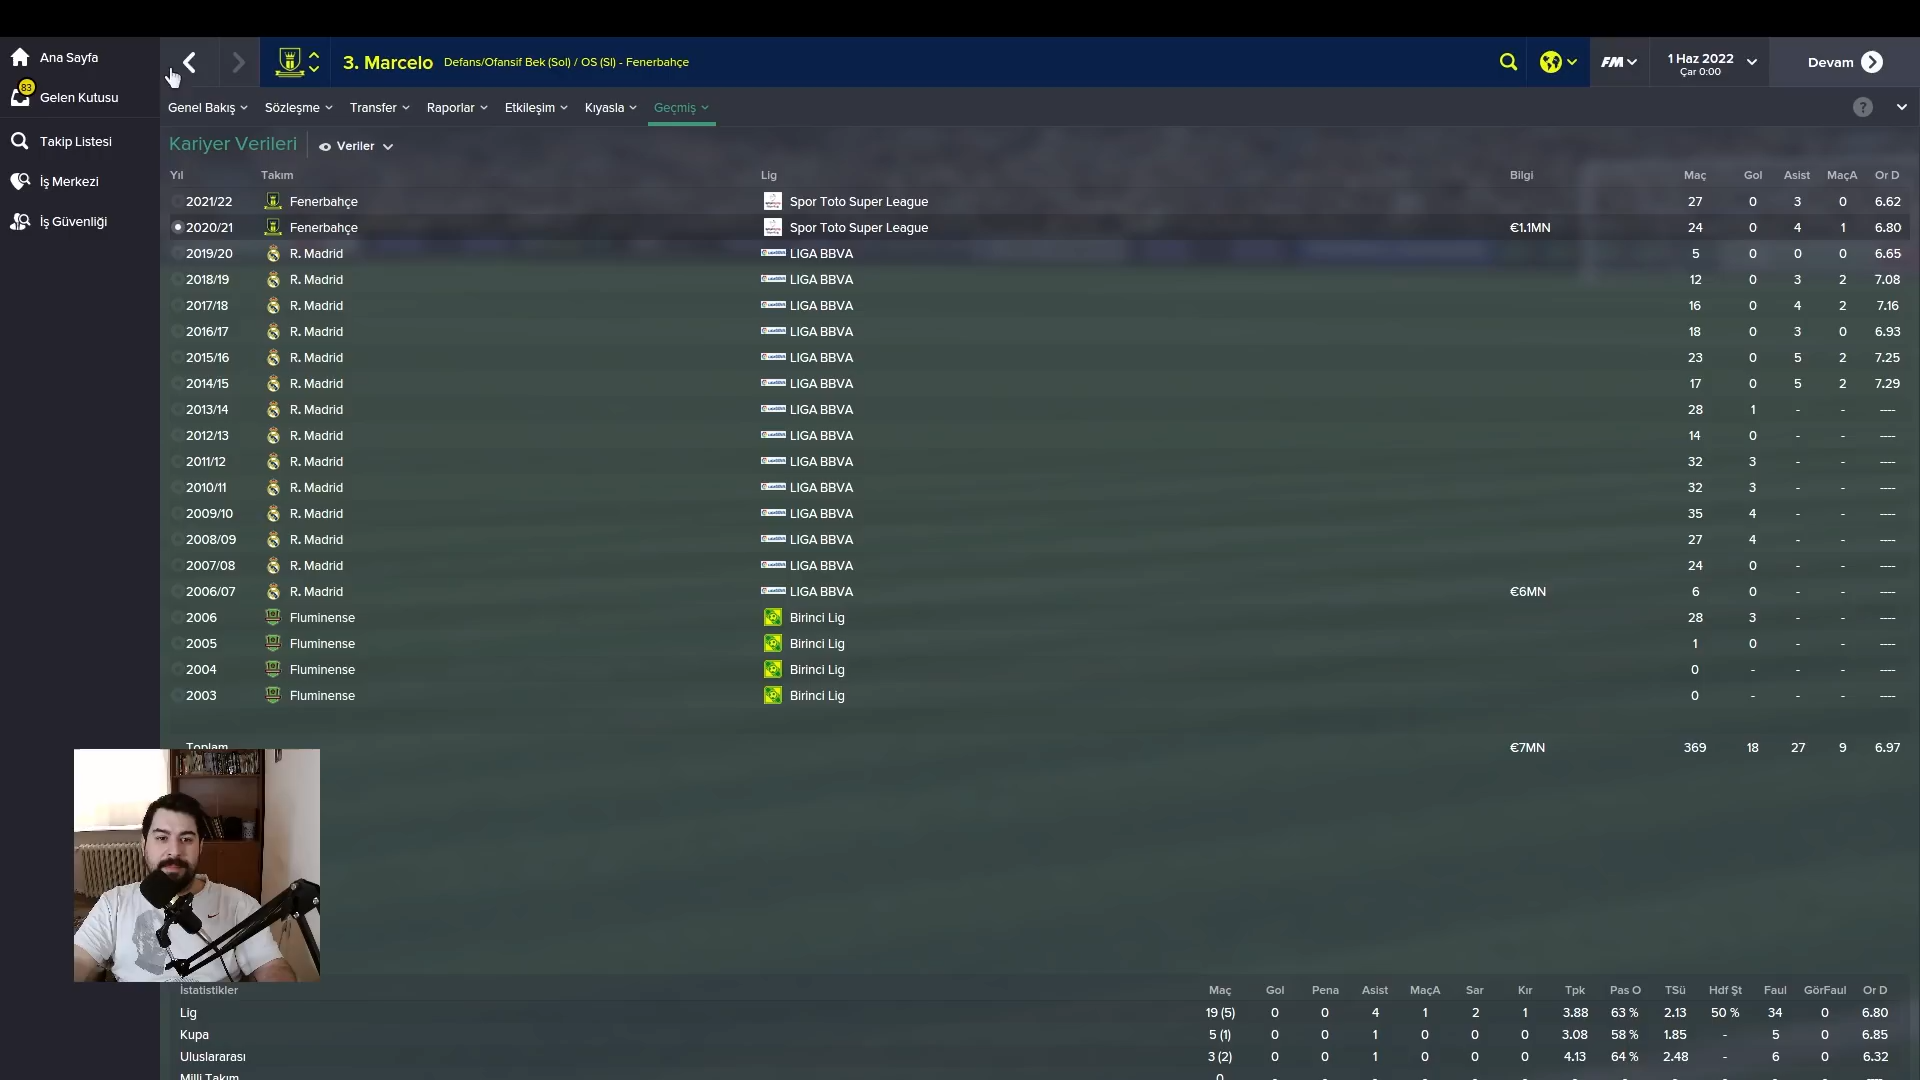 Ana Sayfa
83
Gelen Kutusu
Takip Listesi
İş Merkezi
İş Güvenliği
3. Marcelo Defans/Ofansif Bek (Sol) / OS (Sl) - Fenerbahçe
FM
1 Haz 2022
Çar 0:00
Devam
Genel Bakış Sözleşme Transfer Raporlar Etkileşim Kıyasla Geçmiş
?
Kariyer Verileri Veriler
Yıl Takım Lig Bilgi Maç Gol Asist MaçA Or D
2021/22 Fenerbahçe Spor Toto Super League 27 0 3 0 6.62
2020/21 Fenerbahçe Spor Toto Super League €1.1MN 24 0 4 1 6.80
2019/20 R. Madrid LIGA BBVA 5 0 0 0 6.65
2018/19 R. Madrid LIGA BBVA 12 0 3 2 7.08
2017/18 R. Madrid LIGA BBVA 16 0 4 2 7.16
2016/17 R. Madrid LIGA BBVA 18 0 3 0 6.93
2015/16 R. Madrid LIGA BBVA 23 0 5 2 7.25
2014/15 R. Madrid LIGA BBVA 17 0 5 2 7.29
2013/14 R. Madrid LIGA BBVA 28 1 - - ----
2012/13 R. Madrid LIGA BBVA 14 0 - - ----
2011/12 R. Madrid LIGA BBVA 32 3 - - ----
2010/11 R. Madrid LIGA BBVA 32 3 - - ----
2009/10 R. Madrid LIGA BBVA 35 4 - - ----
2008/09 R. Madrid LIGA BBVA 27 4 - - ----
2007/08 R. Madrid LIGA BBVA 24 0 - - ----
2006/07 R. Madrid LIGA BBVA €6MN 6 0 - - ----
2006 Fluminense Birinci Lig 28 3 - - ----
2005 Fluminense Birinci Lig 1 0 - - ----
2004 Fluminense Birinci Lig 0 - - - ----
2003 Fluminense Birinci Lig 0 - - - ----
Toplam €7MN 369 18 27 9 6.97
İstatistikler Maç Gol Pena Asist MaçA Sar Kır Tpk Pas O TSü Hdf Şt Faul GörFaul Or D
Lig 19 (5) 0 0 4 1 2 1 3.88 63 % 2.13 50 % 34 0 6.80
Kupa 5 (1) 0 0 1 0 0 0 3.08 58 % 1.85 - 5 0 6.85
Uluslararası 3 (2) 0 0 1 0 0 0 4.13 64 % 2.48 - 6 0 6.32
Milli Takım 0